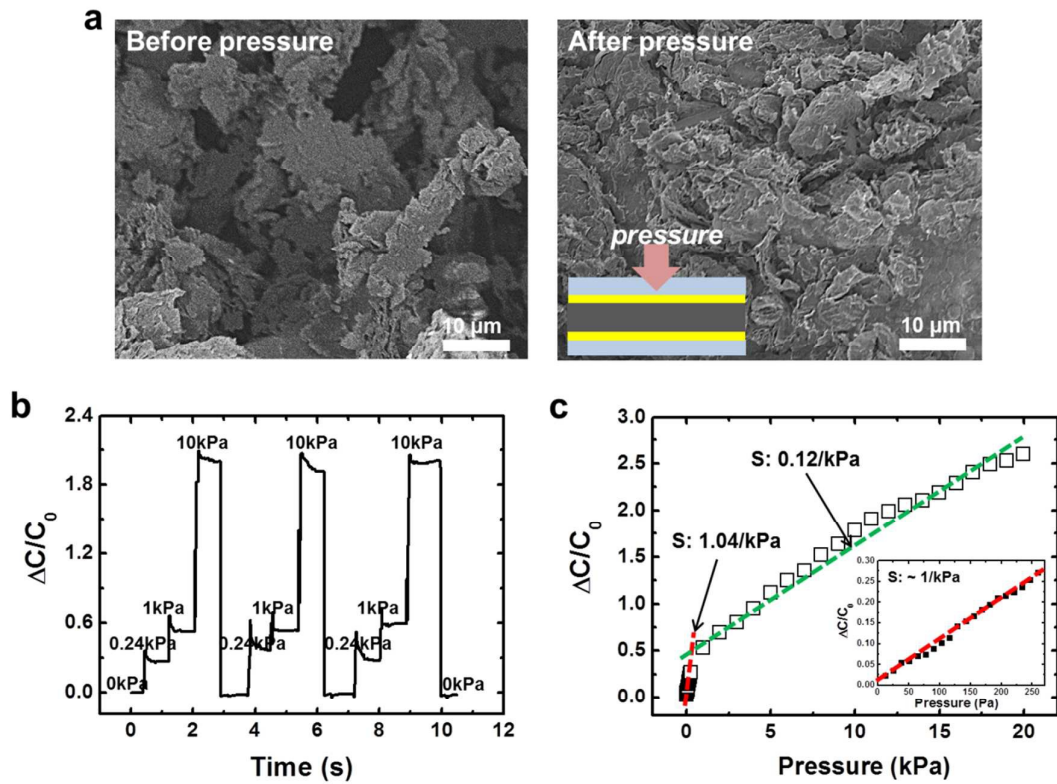 a
Before pressure
10 µm
After pressure
pressure
10 µm
b
ΔC/C0
2.4
1.8
1.2
0.6
0.0
10kPa
10kPa
10kPa
1kPa
1kPa
1kPa
0.24kPa
0.24kPa
0.24kPa
0kPa
0kPa
0 2 4 6 8 10 12
Time (s)
c
ΔC/C0
3.0
2.5
2.0
1.5
1.0
0.5
0.0
S: 0.12/kPa
S: 1.04/kPa
S: ~ 1/kPa
ΔC/C0
0.30
0.25
0.20
0.15
0.10
0.05
0.00
0 50 100 150 200 250
Pressure (Pa)
0 5 10 15 20
Pressure (kPa)